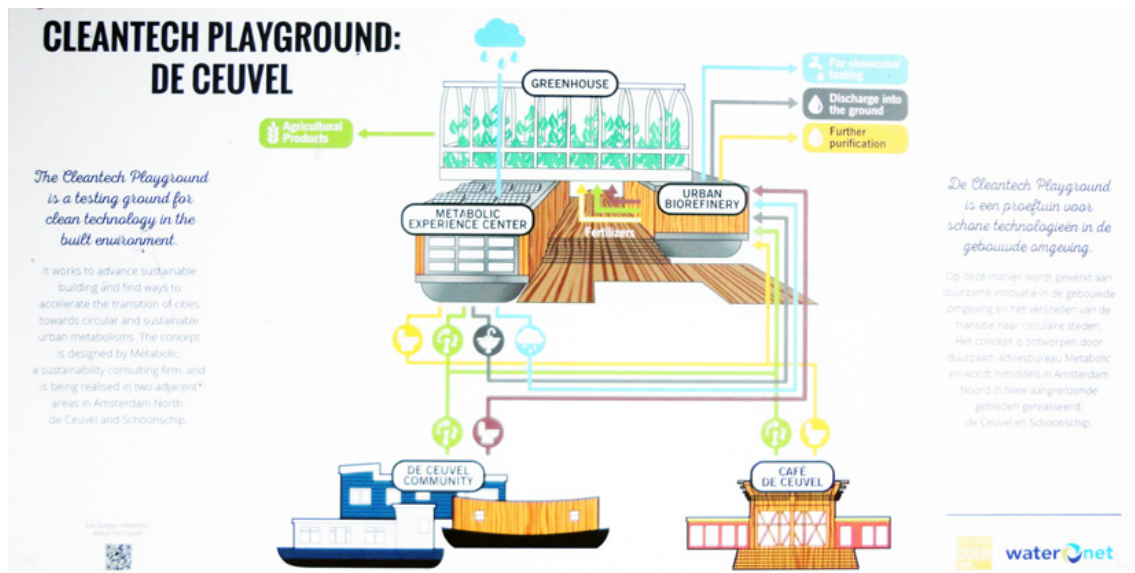 CLEANTECH PLAYGROUND:
DE CEUVEL
The Cleantech Playground
is a testing ground for
clean technology in the
built environment.
It works to advance sustainable
building and find ways to
accelerate the transition of cities
towards circular and sustainable
urban metabolisms. The concept
is designed by Metabolic,
a sustainability consulting firm, and
is being realised in two adjacent
areas in Amsterdam North:
de Ceuvel and Schoonschip.
GREENHOUSE
Agricultural
Products
For showcase/
tasting
Discharge into
the ground
Further
purification
METABOLIC
EXPERIENCE CENTER
URBAN
BIOREFINERY
Fertilizers
DE CEUVEL
COMMUNITY
CAFÉ
DE CEUVEL
De Cleantech Playground
is een proeftuin voor
schone technologieën in de
gebouwde omgeving.
Op deze manier wordt gewerkt aan
duurzame innovatie in de gebouwde
omgeving en het versnellen van de
transitie naar circulaire steden.
Het concept is ontworpen door
duurzaam adviesbureau Metabolic
en wordt inmiddels in Amsterdam
Noord in twee aangrenzende
gebieden gerealiseerd:
de Ceuvel en Schoonschip.
DOEN
waternet